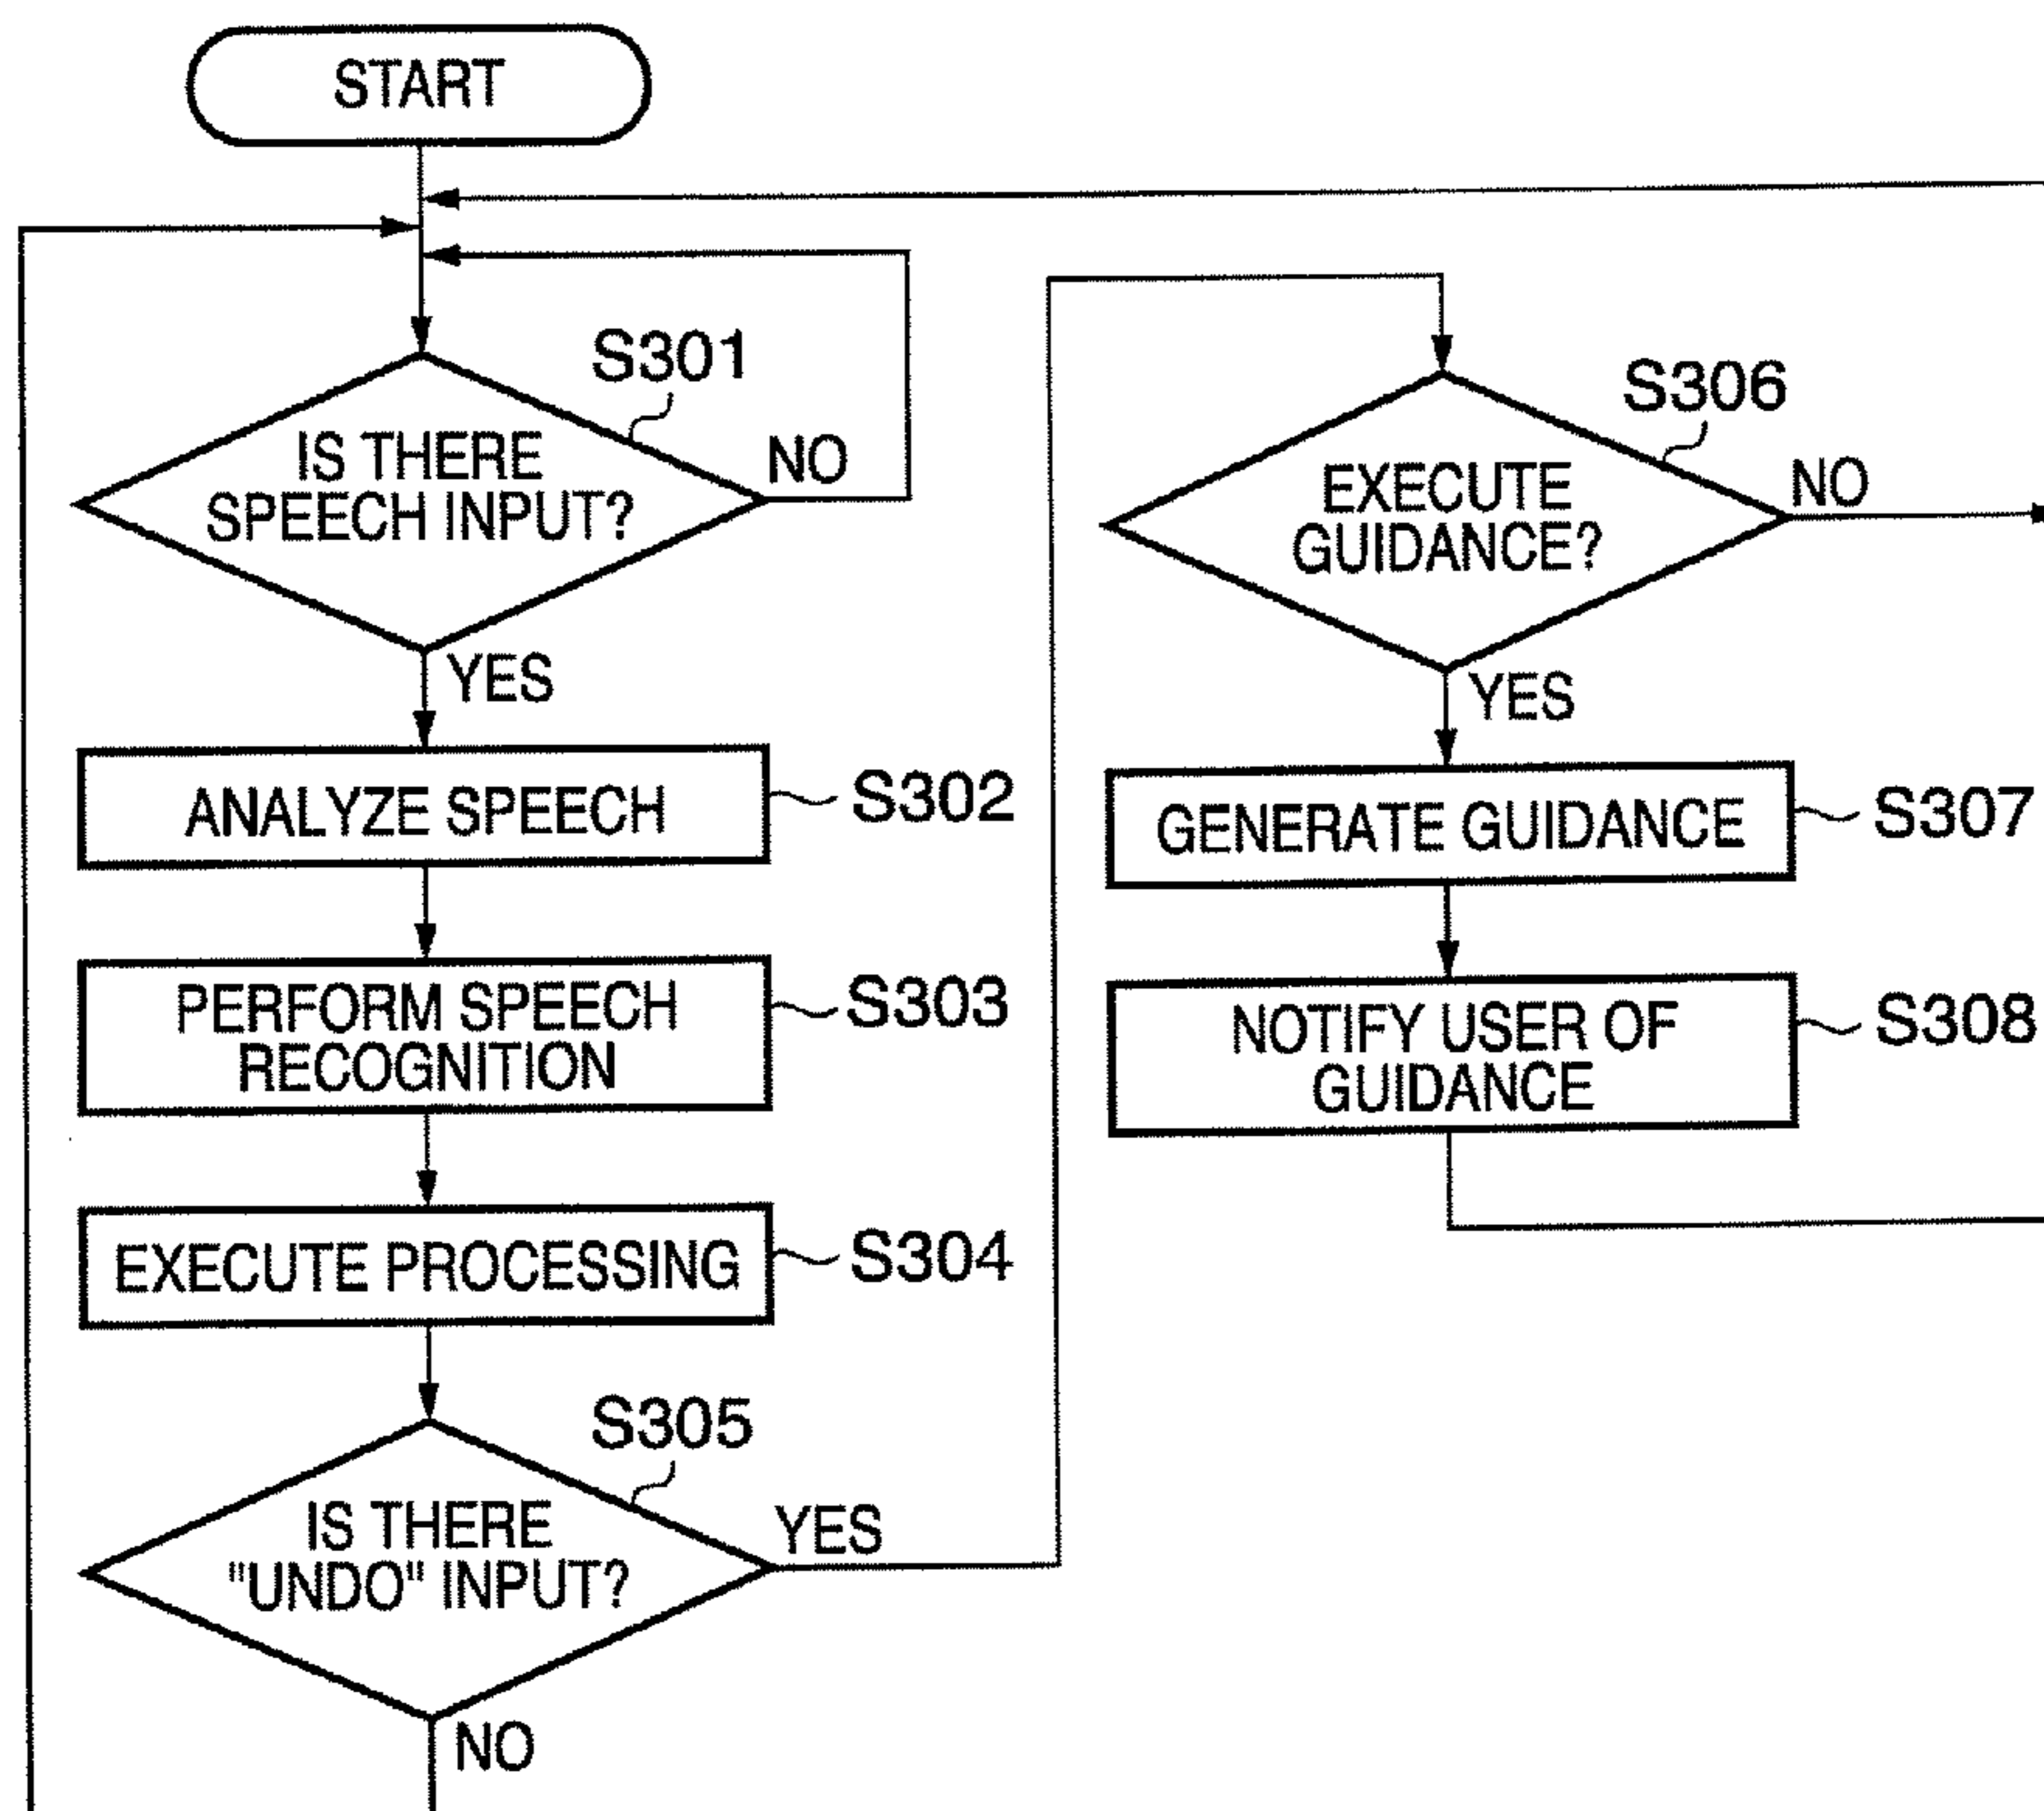 START
S301
IS THERE
SPEECH INPUT?
NO
YES
ANALYZE SPEECH
S302
PERFORM SPEECH
RECOGNITION
S303
EXECUTE PROCESSING
S304
S305
IS THERE
"UNDO" INPUT?
YES
NO
S306
EXECUTE
GUIDANCE?
NO
YES
GENERATE GUIDANCE
S307
NOTIFY USER OF
GUIDANCE
S308